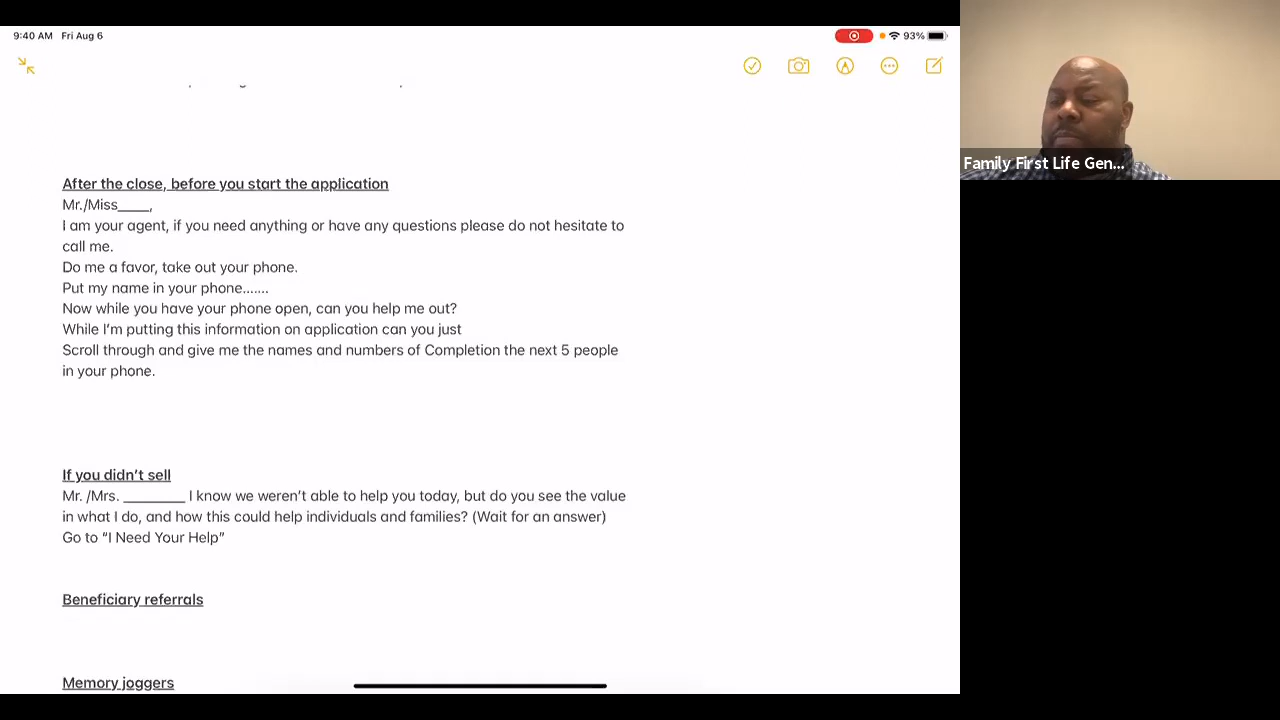 9:40 AM Fri Aug 6
93%
After the close, before you start the application
Mr./Miss____,
I am your agent, if you need anything or have any questions please do not hesitate to
call me.
Do me a favor, take out your phone.
Put my name in your phone.......
Now while you have your phone open, can you help me out?
While I'm putting this information on application can you just
Scroll through and give me the names and numbers of Completion the next 5 people
in your phone.
If you didn't sell
Mr. /Mrs. ________ I know we weren't able to help you today, but do you see the value
in what I do, and how this could help individuals and families? (Wait for an answer)
Go to "I Need Your Help"
Beneficiary referrals
Memory joggers
Family First Life Gen...